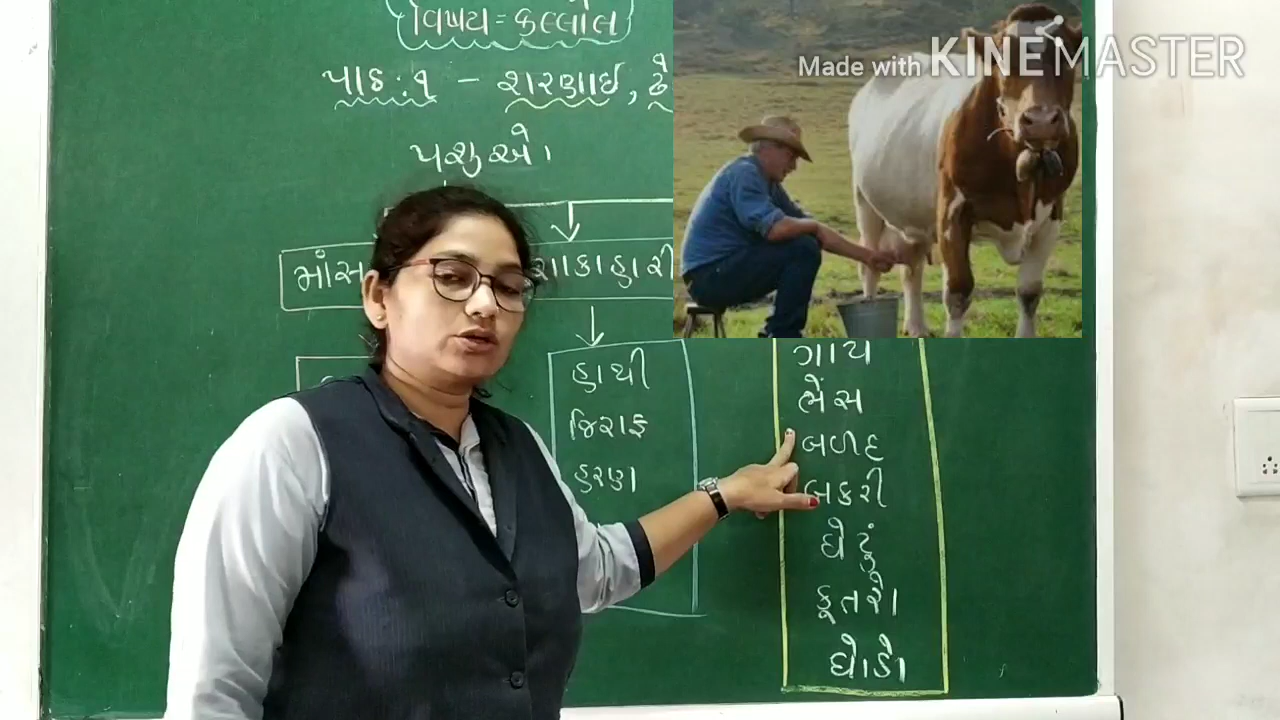 વિષય = કલ્લોલ
પાઠ : ૧ - શરણાઈ,
Made with KINEMASTER
પશુઓ
માંસ
શાકાહારી
હાથી
જિરાફ
હરણ
ગાય
ભેંસ
બળદ
બકરી
ઘેટું
કૂતરો
ઘોડો